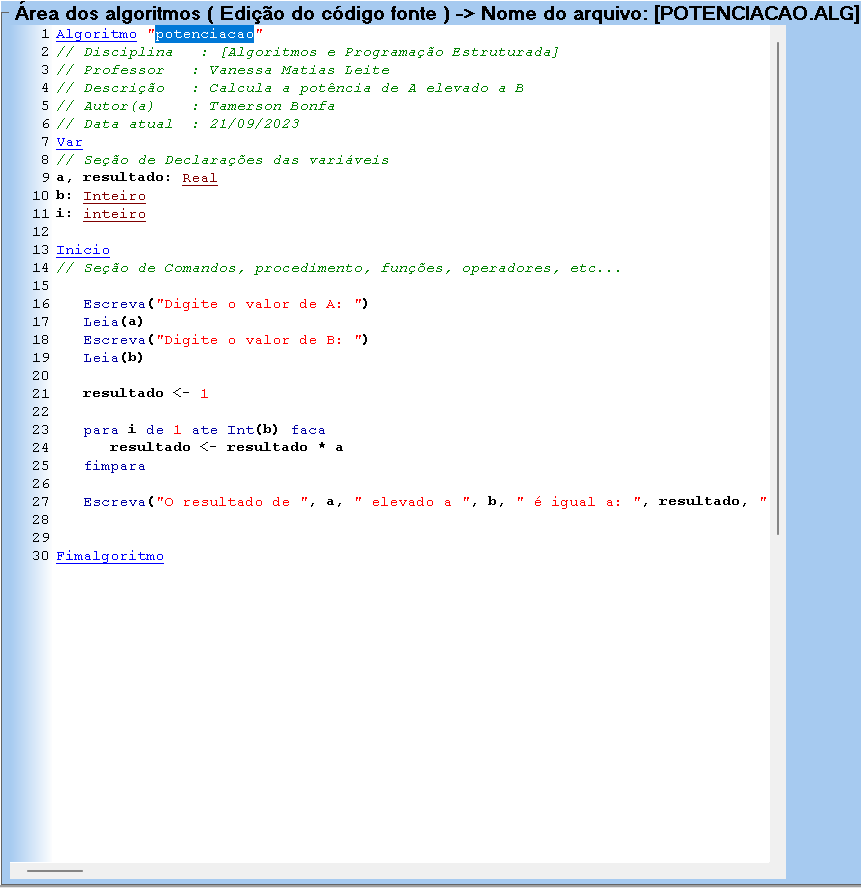 Área dos algoritmos ( Edição do código fonte ) -> Nome do arquivo: [POTENCIACAO.ALG]
1 Algoritmo "potenciacao"
2 // Disciplina   : [Algoritmos e Programação Estruturada]
3 // Professor   : Vanessa Matias Leite
4 // Descrição   : Calcula a potência de A elevado a B
5 // Autor(a)    : Tamerson Bonfa
6 // Data atual  : 21/09/2023
7 Var
8 // Seção de Declarações das variáveis
9 a, resultado: Real
10 b: Inteiro
11 i: inteiro
12
13 Inicio
14 // Seção de Comandos, procedimento, funções, operadores, etc...
15
16    Escreva("Digite o valor de A: ")
17    Leia(a)
18    Escreva("Digite o valor de B: ")
19    Leia(b)
20
21    resultado <- 1
22
23    para i de 1 ate Int(b) faca
24       resultado <- resultado * a
25    fimpara
26
27    Escreva("O resultado de ", a, " elevado a ", b, " é igual a: ", resultado, "
28
29
30 Fimalgoritmo